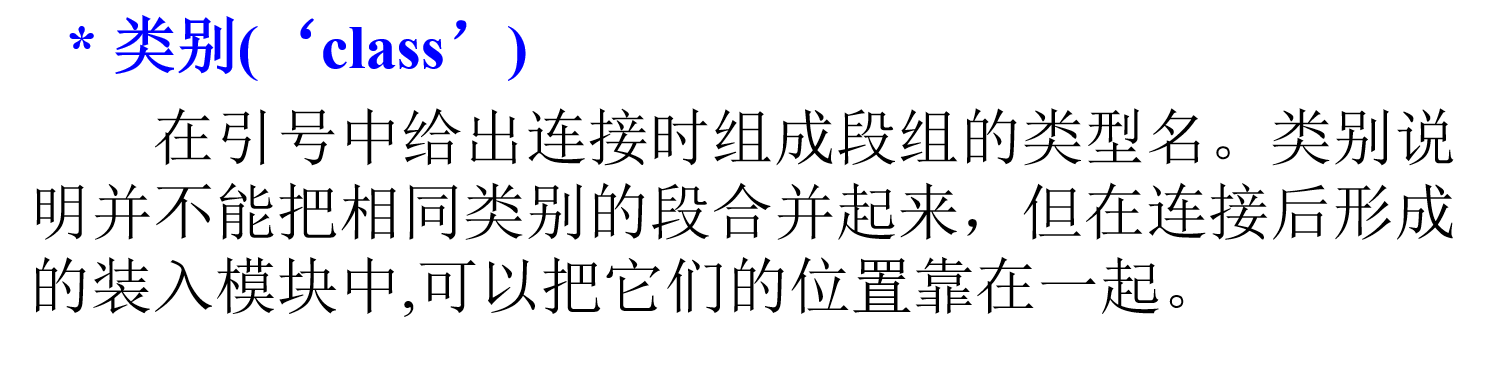 * 类别(‘class’)
在引号中给出连接时组成段组的类型名。类别说
明并不能把相同类别的段合并起来，但在连接后形成
的装入模块中,可以把它们的位置靠在一起。